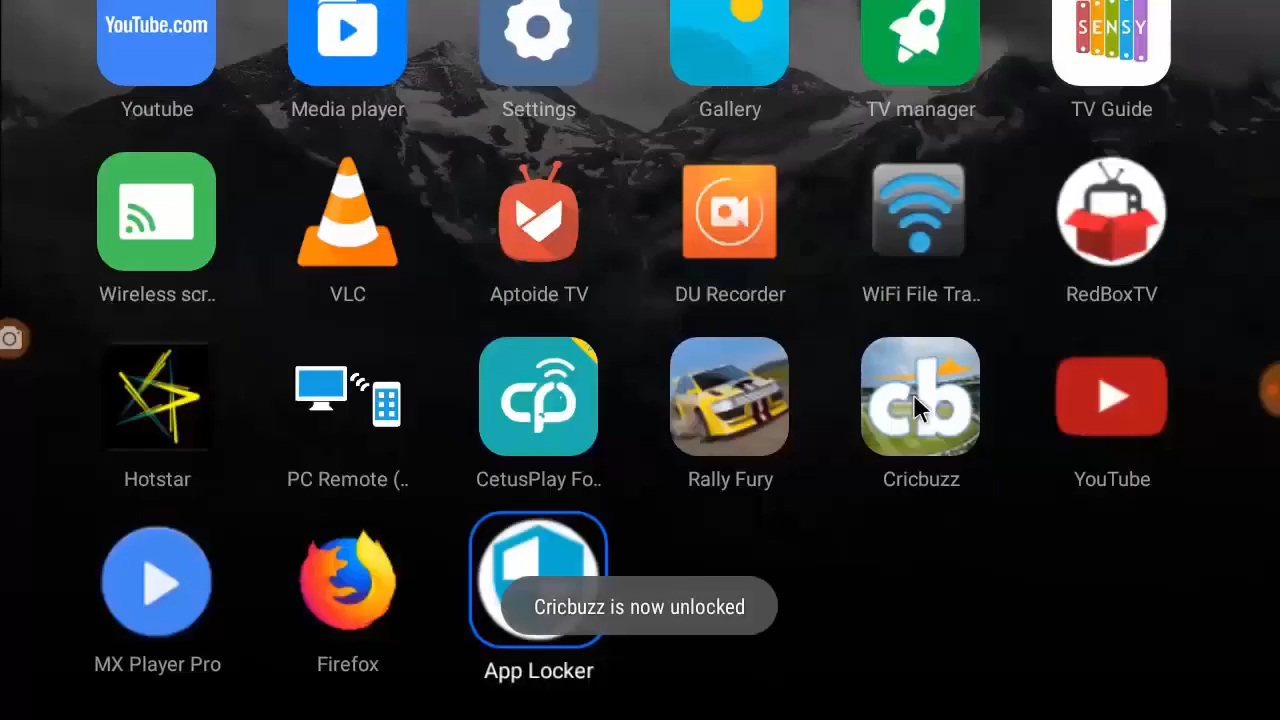 YouTube.com
SENSY
Youtube
Media player
Settings
Gallery
TV manager
TV Guide
Wireless scr..
VLC
Aptoide TV
DU Recorder
WiFi File Tra..
RedBoxTV
cp
cb
Hotstar
PC Remote (..
CetusPlay Fo..
Rally Fury
Cricbuzz
YouTube
Cricbuzz is now unlocked
MX Player Pro
Firefox
App Locker